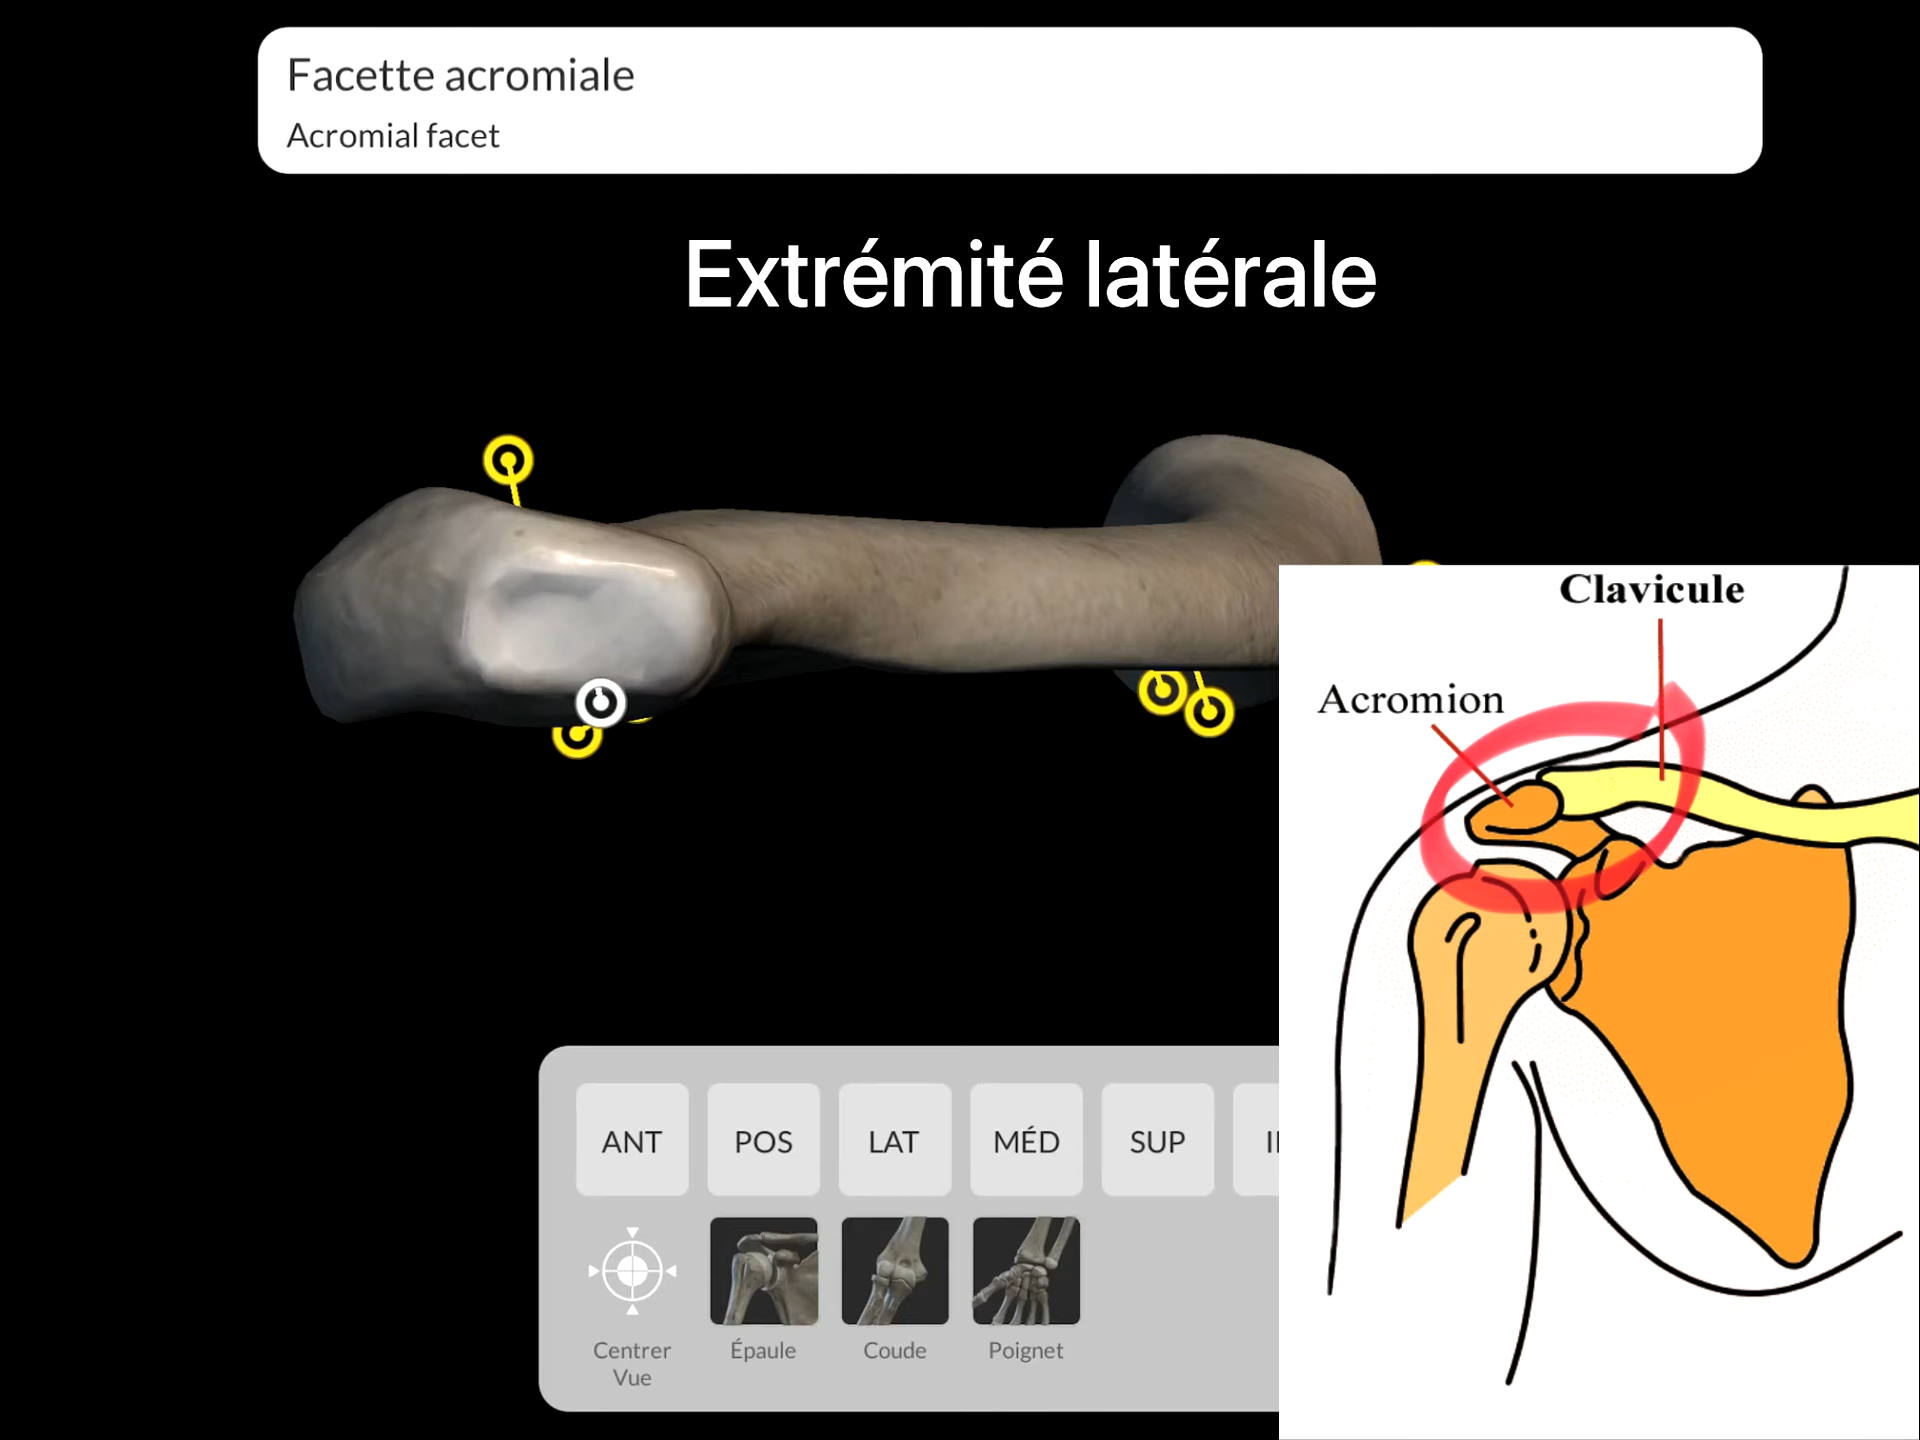 Facette acromiale
Acromial facet
Extrémité latérale
Clavicule
Acromion
ANT
POS
LAT
MÉD
SUP
Centrer
Vue
Épaule
Coude
Poignet